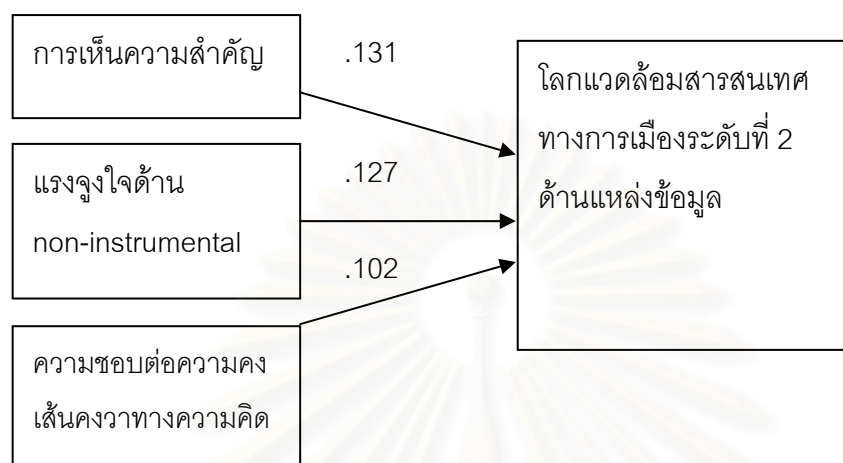 การเห็นความสำคัญ
.131
แรงจูงใจด้าน
non-instrumental
.127
ความชอบต่อความคง
เส้นคงวาทางความคิด
.102
โลกแวดล้อมสารสนเทศ
ทางการเมืองระดับที่ 2
ด้านแหล่งข้อมูล